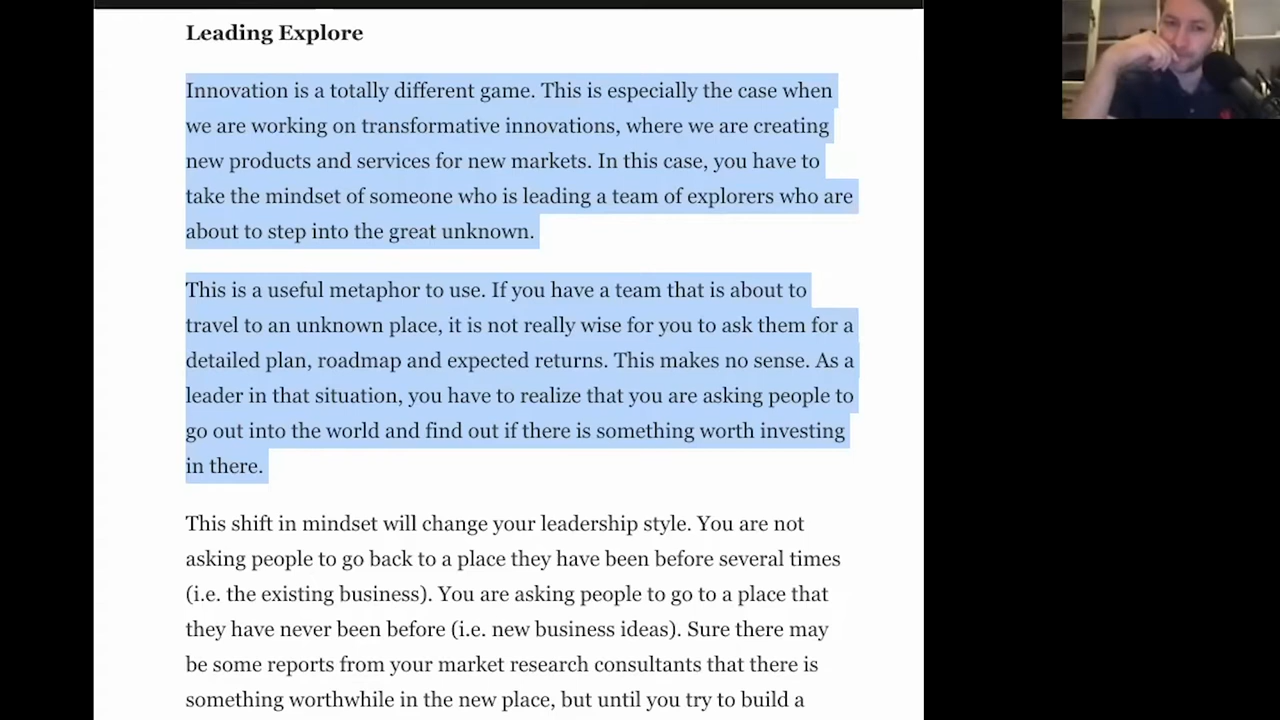 Leading Explore
Innovation is a totally different game. This is especially the case when
we are working on transformative innovations, where we are creating
new products and services for new markets. In this case, you have to
take the mindset of someone who is leading a team of explorers who are
about to step into the great unknown.
This is a useful metaphor to use. If you have a team that is about to
travel to an unknown place, it is not really wise for you to ask them for a
detailed plan, roadmap and expected returns. This makes no sense. As a
leader in that situation, you have to realize that you are asking people to
go out into the world and find out if there is something worth investing
in there.
This shift in mindset will change your leadership style. You are not
asking people to go back to a place they have been before several times
(i.e. the existing business). You are asking people to go to a place that
they have never been before (i.e. new business ideas). Sure there may
be some reports from your market research consultants that there is
something worthwhile in the new place, but until you try to build a